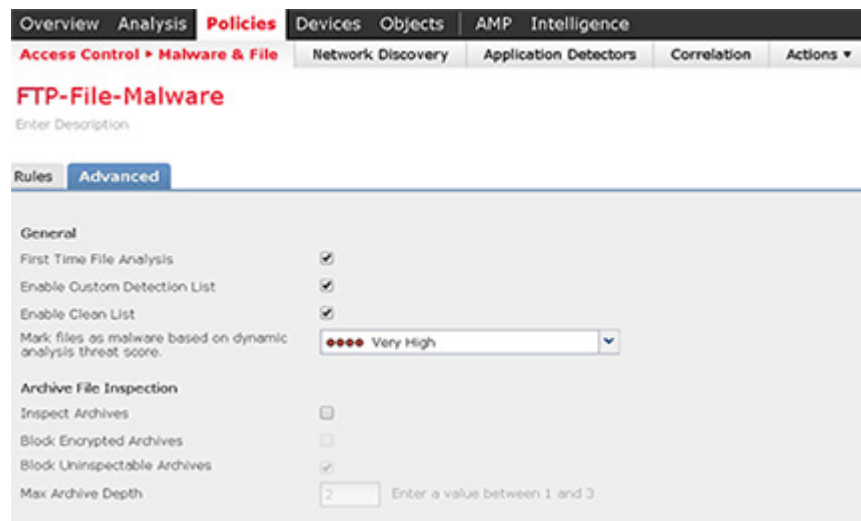 Overview Analysis Policies Devices Objects AMP Intelligence
Access Control ▸ Malware & File Network Discovery Application Detectors Correlation Actions ▾
FTP-File-Malware
Enter Description
Rules Advanced
General
First Time File Analysis
Enable Custom Detection List
Enable Clean List
Mark files as malware based on dynamic
analysis threat score.
Very High
Archive File Inspection
Inspect Archives
Block Encrypted Archives
Block Uninspectable Archives
Max Archive Depth 2 Enter a value between 1 and 3